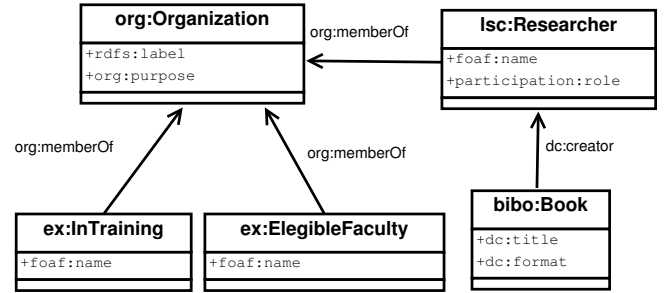 org:Organization
+rdfs:label
+org:purpose
org:memberOf
lsc:Researcher
+foaf:name
+participation:role
org:memberOf
org:memberOf
dc:creator
ex:InTraining
+foaf:name
ex:ElegibleFaculty
+foaf:name
bibo:Book
+dc:title
+dc:format